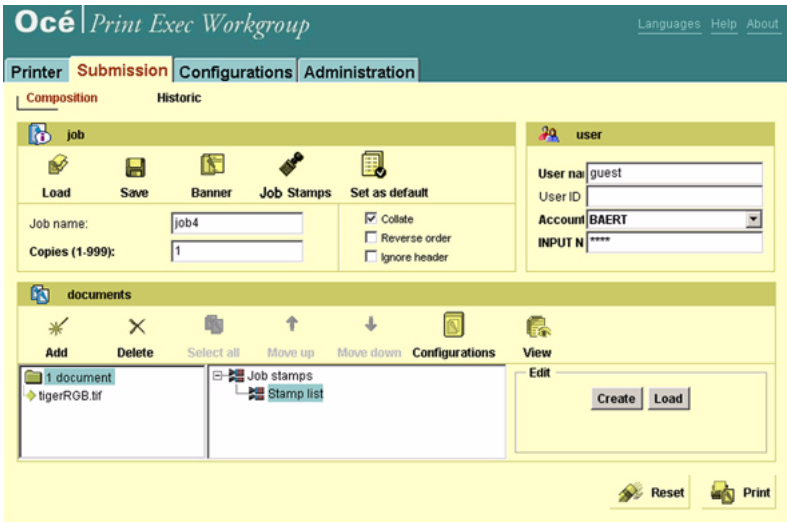 Océ Print Exec Workgroup
Languages Help About
Printer Submission Configurations Administration
Composition Historic
job
Load Save Banner Job Stamps Set as default
Job name: job4
Copies (1-999): 1
Collate
Reverse order
Ignore header
user
User nai guest
User ID
Account BAERT
INPUT N ****
documents
Add Delete Select all Move up Move down Configurations View
1 document
tigerRGB.tif
Job stamps
Stamp list
Edit
Create Load
Reset Print